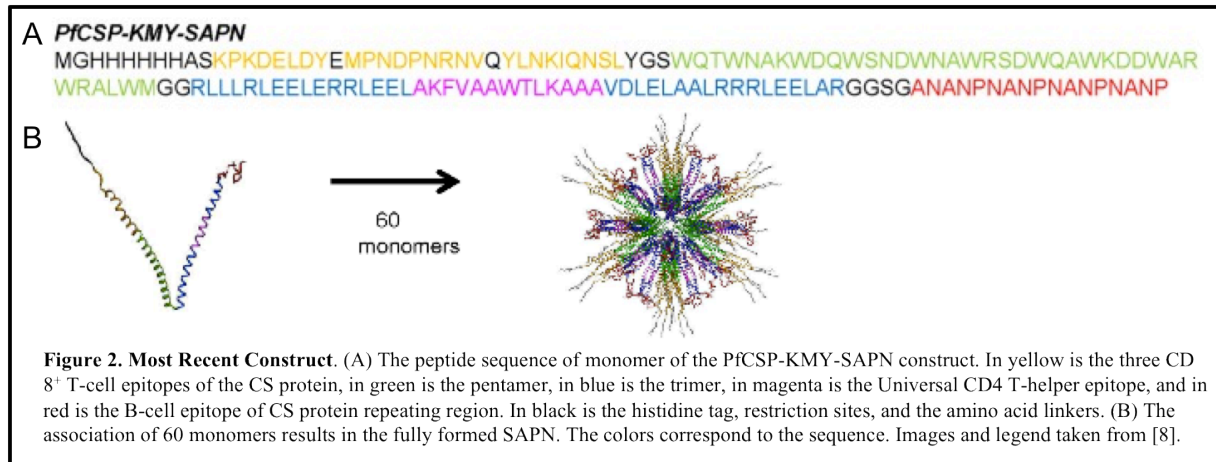 A PfCSP-KMY-SAPN
MGHHHHHHASKPKDELDYEMPNDPNRNVQYLNKIQNSLYGSWQTWNAKWDQWSNDWNAWRSDWQAWKDDWAR
WRALWMGGRLLLRLEELERRLEELAKFVAAWTLKAAAVDLELAALRRRLEELARGGSGANANPNANPNANPNANP
B
60
monomers
Figure 2. Most Recent Construct. (A) The peptide sequence of monomer of the PfCSP-KMY-SAPN construct. In yellow is the three CD
8⁺ T-cell epitopes of the CS protein, in green is the pentamer, in blue is the trimer, in magenta is the Universal CD4 T-helper epitope, and in
red is the B-cell epitope of CS protein repeating region. In black is the histidine tag, restriction sites, and the amino acid linkers. (B) The
association of 60 monomers results in the fully formed SAPN. The colors correspond to the sequence. Images and legend taken from [8].